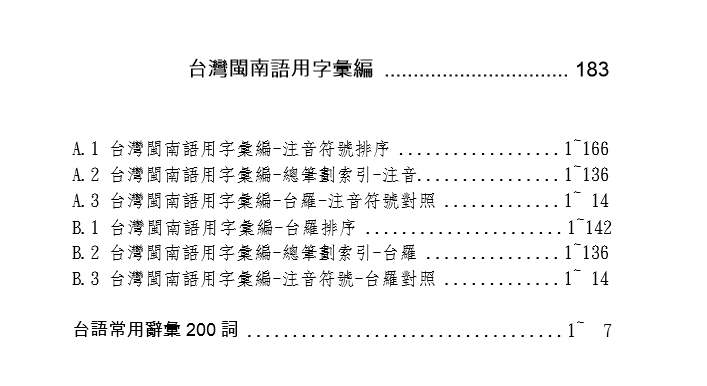 台灣閩南語用字彙編 ................................ 183
A.1 台灣閩南語用字彙編-注音符號排序 .................. 1~166
A.2 台灣閩南語用字彙編-總筆劃索引-注音................ 1~136
A.3 台灣閩南語用字彙編-台羅-注音符號對照 ............. 1~ 14
B.1 台灣閩南語用字彙編-台羅排序 ...................... 1~142
B.2 台灣閩南語用字彙編-總筆劃索引-台羅 ............... 1~136
B.3 台灣閩南語用字彙編-注音符號-台羅對照 ............. 1~ 14
台語常用辭彙 200 詞 ................................... 1~ 7